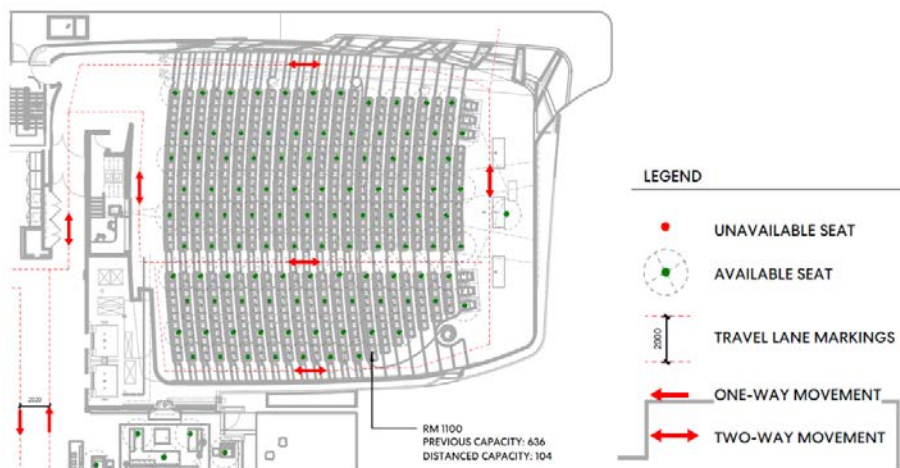 LEGEND
UNAVAILABLE SEAT
AVAILABLE SEAT
2000
TRAVEL LANE MARKINGS
ONE-WAY MOVEMENT
TWO-WAY MOVEMENT
RM 1100
PREVIOUS CAPACITY: 636
DISTANCED CAPACITY: 104